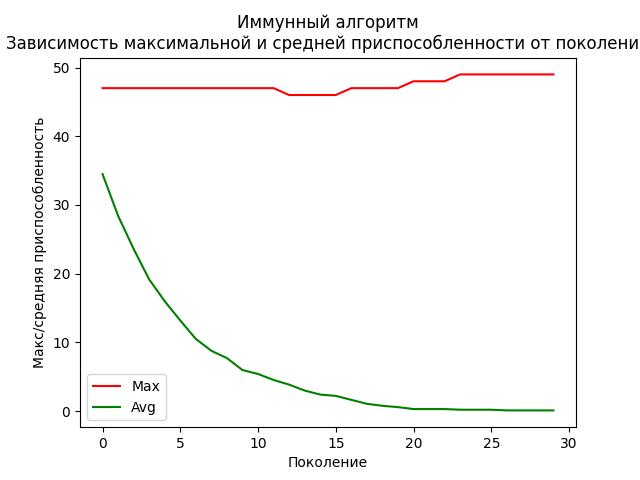 Иммунный алгоритм
Зависимость максимальной и средней приспособленности от поколени
50
40
30
20
10
0
Макс/средняя приспособленность
Max
Avg
0 5 10 15 20 25 30
Поколение